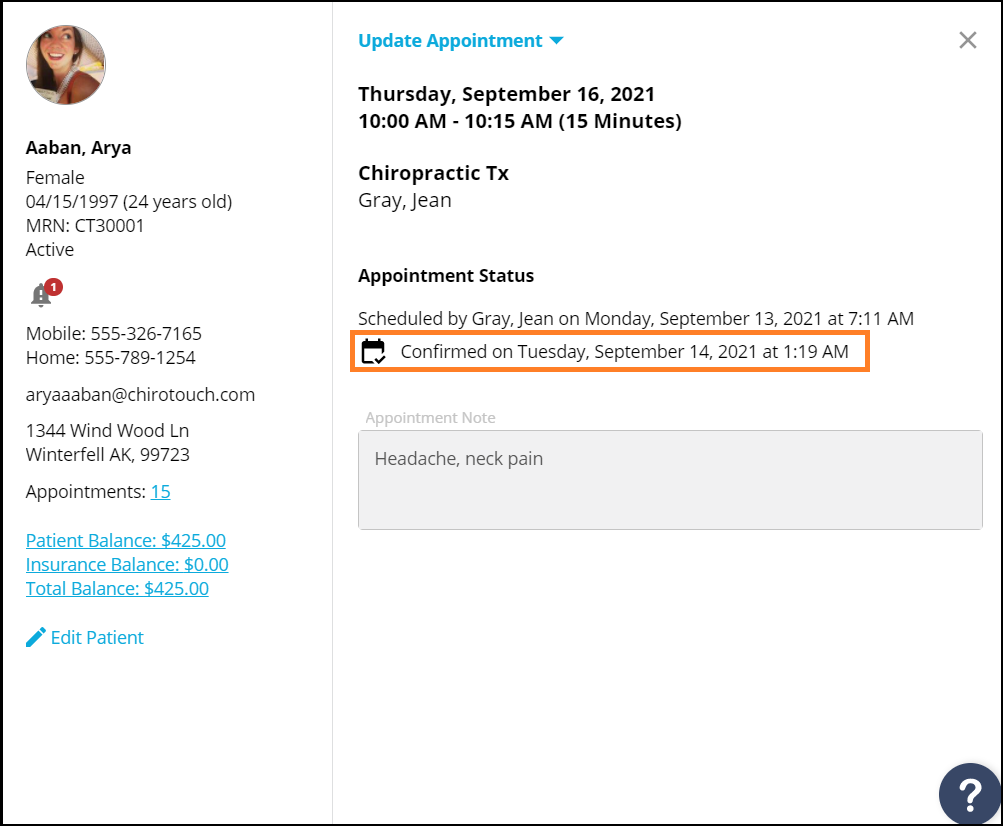 Aaban, Arya
Female
04/15/1997 (24 years old)
MRN: CT30001
Active
1
Mobile: 555-326-7165
Home: 555-789-1254
aryaaaban@chirotouch.com
1344 Wind Wood Ln
Winterfell AK, 99723
Appointments: 15
Patient Balance: $425.00
Insurance Balance: $0.00
Total Balance: $425.00
Edit Patient
Update Appointment
Thursday, September 16, 2021
10:00 AM - 10:15 AM (15 Minutes)
Chiropractic Tx
Gray, Jean
Appointment Status
Scheduled by Gray, Jean on Monday, September 13, 2021 at 7:11 AM
Confirmed on Tuesday, September 14, 2021 at 1:19 AM
Appointment Note
Headache, neck pain
?